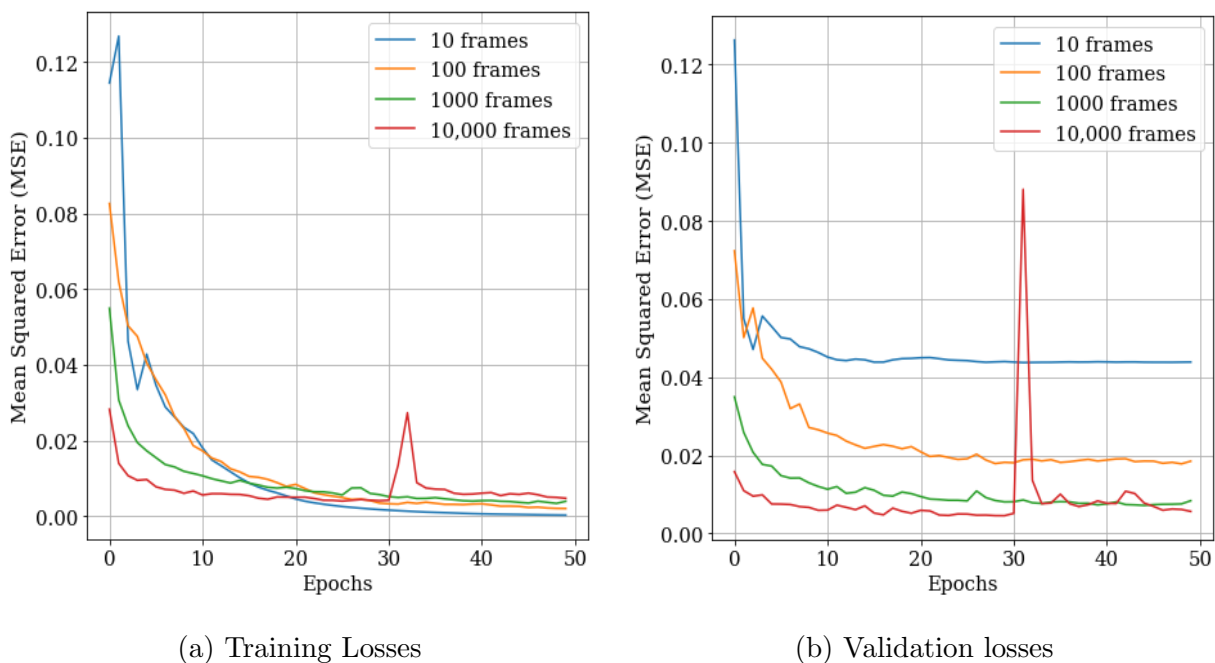 Mean Squared Error (MSE)
0.12
0.10
0.08
0.06
0.04
0.02
0.00
0 10 20 30 40 50
Epochs
10 frames
100 frames
1000 frames
10,000 frames
(a) Training Losses
Mean Squared Error (MSE)
0.12
0.10
0.08
0.06
0.04
0.02
0.00
0 10 20 30 40 50
Epochs
10 frames
100 frames
1000 frames
10,000 frames
(b) Validation losses